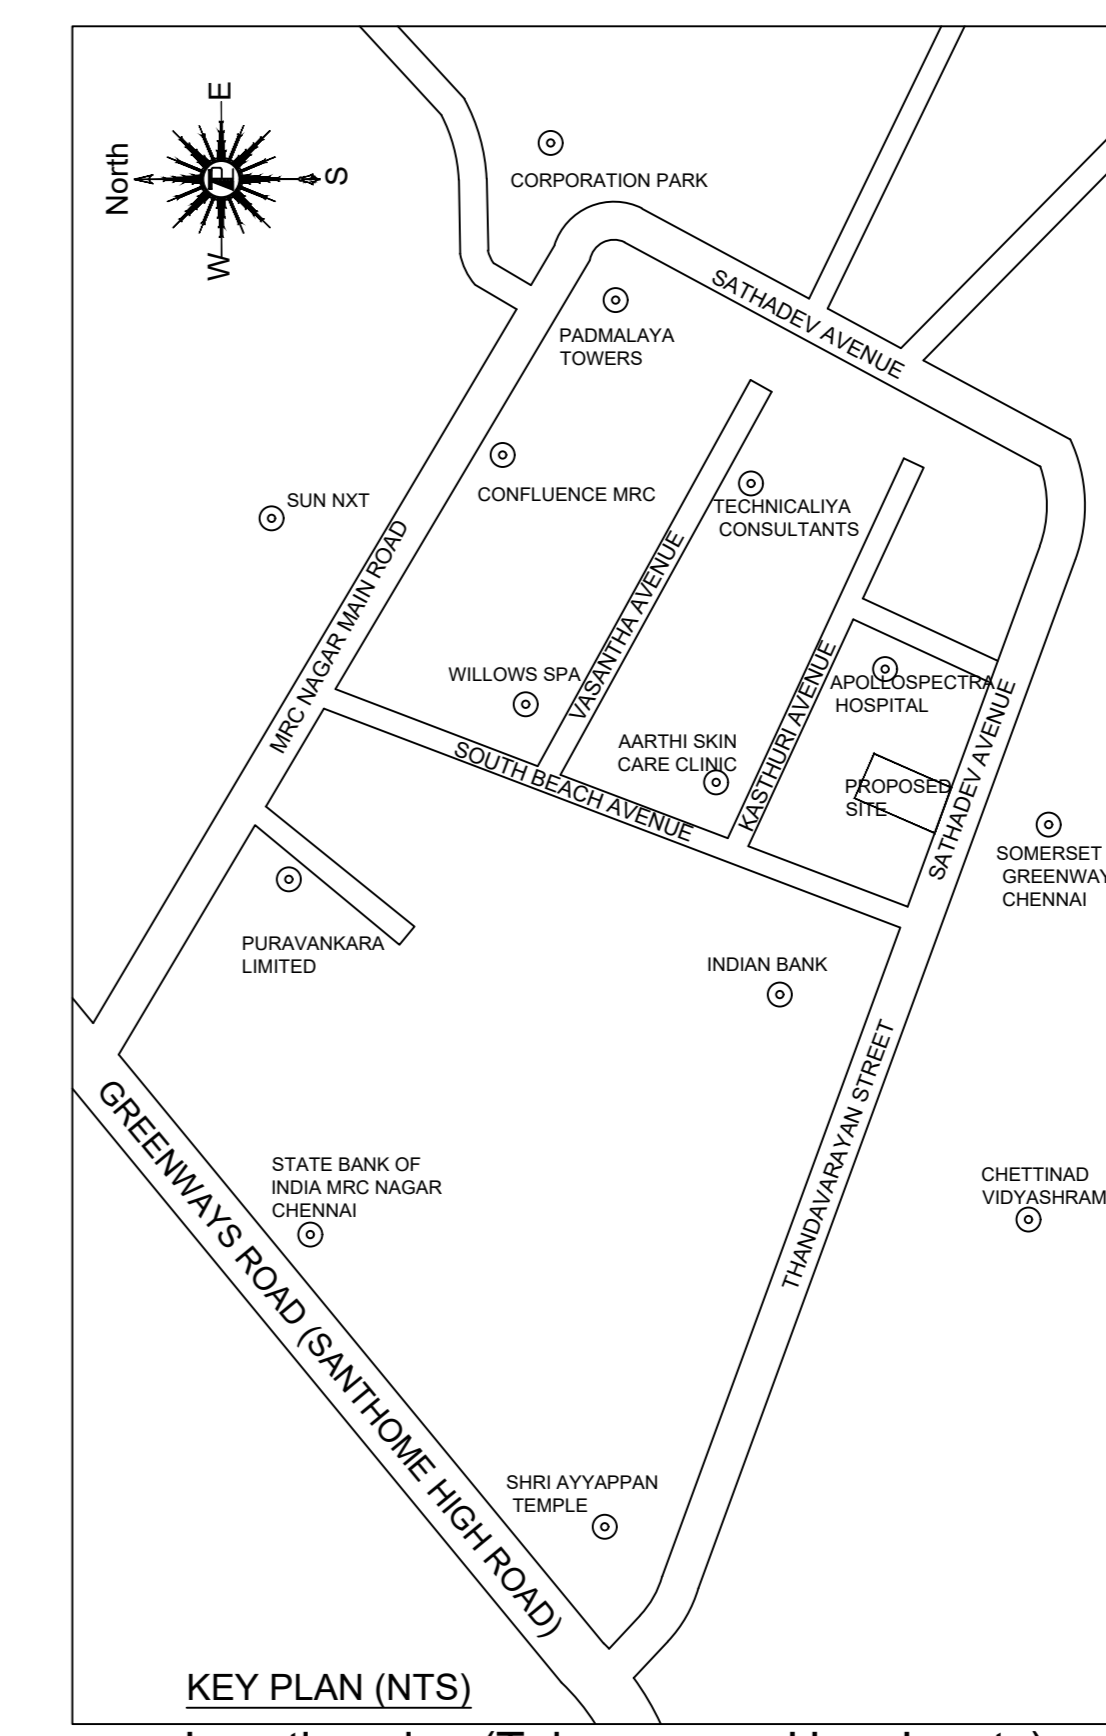 E
North
S
W
CORPORATION PARK
SATHADEV AVENUE
PADMALAYA
TOWERS
SUN NXT
CONFLUENCE MRC
TECHNICALIYA
CONSULTANTS
MRC NAGAR MAIN ROAD
VASANTHA AVENUE
WILLOWS SPA
KASTHURI AVENUE
APOLLOSPECTRA
HOSPITAL
AARTHI SKIN
CARE CLINIC
SOUTH BEACH AVENUE
PROPOSED
SITE
SATHADEV AVENUE
SOMERSET
GREENWAY
CHENNAI
PURAVANKARA
LIMITED
INDIAN BANK
THANDAVARAYAN STREET
GREENWAYS ROAD (SANTHOME HIGH ROAD)
STATE BANK OF
INDIA MRC NAGAR
CHENNAI
CHETTINAD
VIDYASHRAM
SHRI AYYAPPAN
TEMPLE
KEY PLAN (NTS)